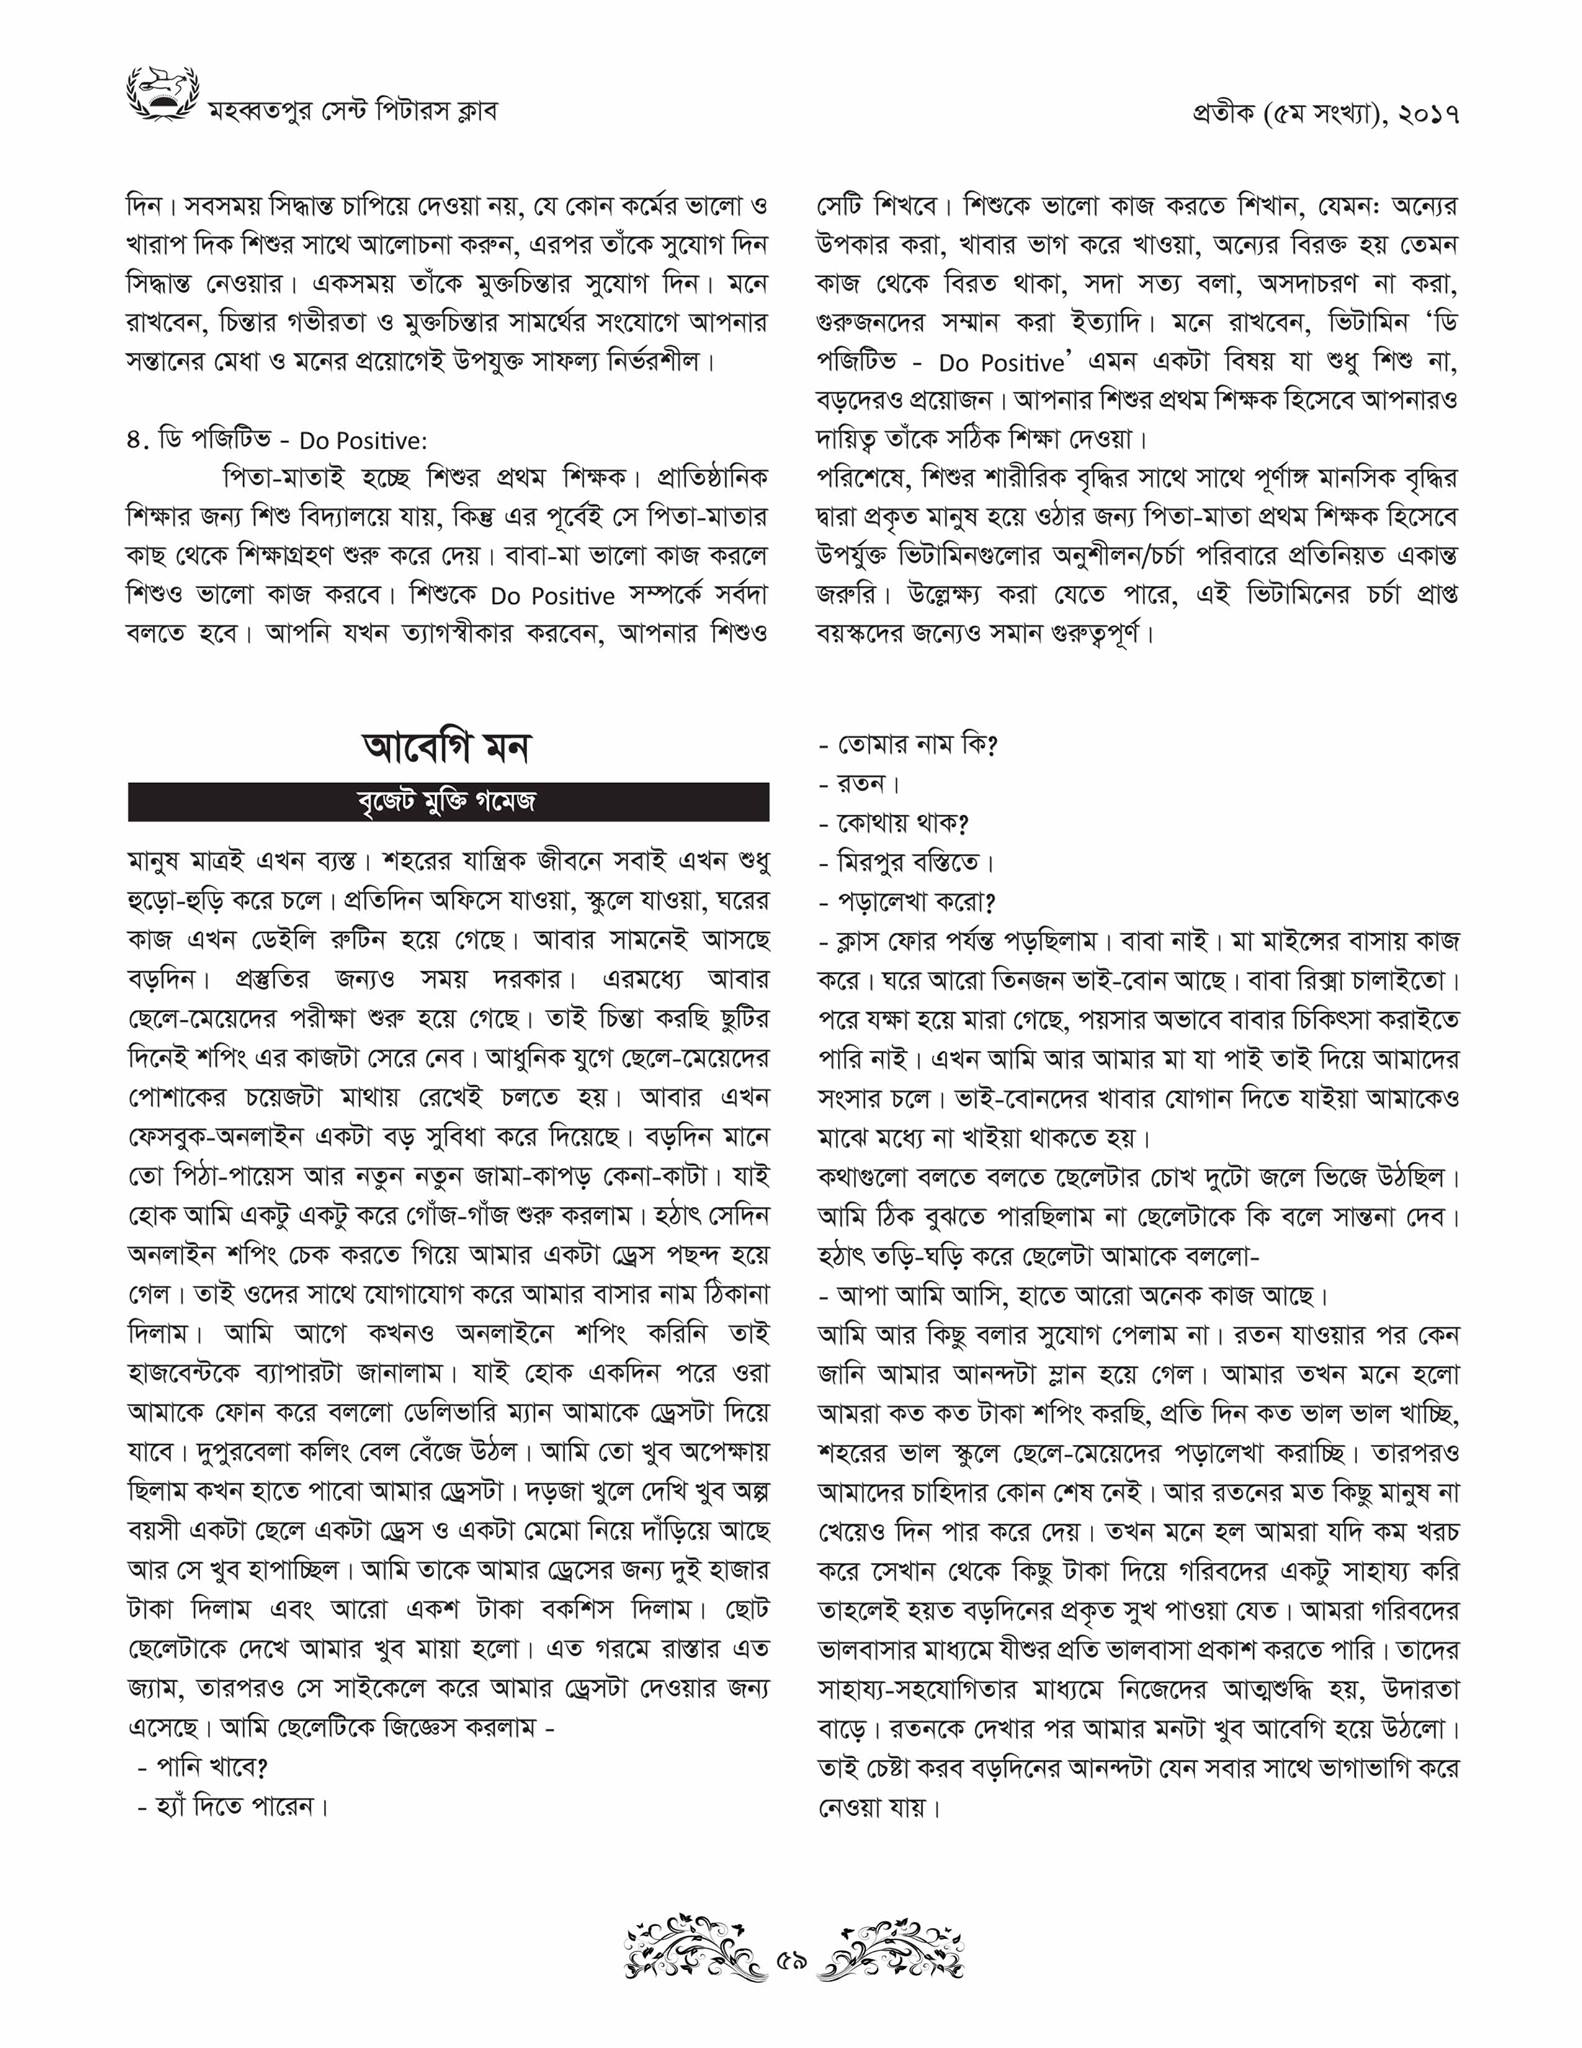 মহব্বতপুর সেন্ট পিটারস ক্লাব
প্রতীক (৫ম সংখ্যা), ২০১৭
দিন। সবসময় সিদ্ধান্ত চাপিয়ে দেওয়া নয়, যে কোন কর্মের ভালো ও
খারাপ দিক শিশুর সাথে আলোচনা করুন, এরপর তাঁকে সুযোগ দিন
সিদ্ধান্ত নেওয়ার। একসময় তাঁকে মুক্তচিন্তার সুযোগ দিন। মনে
রাখবেন, চিন্তার গভীরতা ও মুক্তচিন্তার সামর্থের সংযোগে আপনার
সন্তানের মেধা ও মনের প্রয়োগেই উপযুক্ত সাফল্য নির্ভরশীল।
৪. ডি পজিটিভ - Do Positive:
পিতা-মাতাই হচ্ছে শিশুর প্রথম শিক্ষক। প্রাতিষ্ঠানিক
শিক্ষার জন্য শিশু বিদ্যালয়ে যায়, কিন্তু এর পূর্বেই সে পিতা-মাতার
কাছ থেকে শিক্ষাগ্রহণ শুরু করে দেয়। বাবা-মা ভালো কাজ করলে
শিশুও ভালো কাজ করবে। শিশুকে Do Positive সম্পর্কে সর্বদা
বলতে হবে। আপনি যখন ত্যাগস্বীকার করবেন, আপনার শিশুও
সেটি শিখবে। শিশুকে ভালো কাজ করতে শিখান, যেমনঃ অন্যের
উপকার করা, খাবার ভাগ করে খাওয়া, অন্যের বিরক্ত হয় তেমন
কাজ থেকে বিরত থাকা, সদা সত্য বলা, অসদাচরণ না করা,
গুরুজনদের সম্মান করা ইত্যাদি। মনে রাখবেন, ভিটামিন ‘ডি
পজিটিভ - Do Positive’ এমন একটা বিষয় যা শুধু শিশু না,
বড়দেরও প্রয়োজন। আপনার শিশুর প্রথম শিক্ষক হিসেবে আপনারও
দায়িত্ব তাঁকে সঠিক শিক্ষা দেওয়া।
পরিশেষে, শিশুর শারীরিক বৃদ্ধির সাথে সাথে পূর্ণাঙ্গ মানসিক বৃদ্ধির
দ্বারা প্রকৃত মানুষ হয়ে ওঠার জন্য পিতা-মাতা প্রথম শিক্ষক হিসেবে
উপর্যুক্ত ভিটামিনগুলোর অনুশীলন/চর্চা পরিবারে প্রতিনিয়ত একান্ত
জরুরি। উল্লেক্ষ্য করা যেতে পারে, এই ভিটামিনের চর্চা প্রাপ্ত
বয়স্কদের জন্যেও সমান গুরুত্বপূর্ণ।
আবেগি মন
বৃজেট মুক্তি গমেজ
মানুষ মাত্রই এখন ব্যস্ত। শহরের যান্ত্রিক জীবনে সবাই এখন শুধু
হুড়ো-হুড়ি করে চলে। প্রতিদিন অফিসে যাওয়া, স্কুলে যাওয়া, ঘরের
কাজ এখন ডেইলি রুটিন হয়ে গেছে। আবার সামনেই আসছে
বড়দিন। প্রস্তুতির জন্যও সময় দরকার। এরমধ্যে আবার
ছেলে-মেয়েদের পরীক্ষা শুরু হয়ে গেছে। তাই চিন্তা করছি ছুটির
দিনেই শপিং এর কাজটা সেরে নেব। আধুনিক যুগে ছেলে-মেয়েদের
পোশাকের চয়েজটা মাথায় রেখেই চলতে হয়। আবার এখন
ফেসবুক-অনলাইন একটা বড় সুবিধা করে দিয়েছে। বড়দিন মানে
তো পিঠা-পায়েস আর নতুন নতুন জামা-কাপড় কেনা-কাটা। যাই
হোক আমি একটু একটু করে গোঁজ-গাঁজ শুরু করলাম। হঠাৎ সেদিন
অনলাইন শপিং চেক করতে গিয়ে আমার একটা ড্রেস পছন্দ হয়ে
গেল। তাই ওদের সাথে যোগাযোগ করে আমার বাসার নাম ঠিকানা
দিলাম। আমি আগে কখনও অনলাইনে শপিং করিনি তাই
হাজবেন্টকে ব্যাপারটা জানালাম। যাই হোক একদিন পরে ওরা
আমাকে ফোন করে বললো ডেলিভারি ম্যান আমাকে ড্রেসটা দিয়ে
যাবে। দুপুরবেলা কলিং বেল বেঁজে উঠল। আমি তো খুব অপেক্ষায়
ছিলাম কখন হাতে পাবো আমার ড্রেসটা। দড়জা খুলে দেখি খুব অল্প
বয়সী একটা ছেলে একটা ড্রেস ও একটা মেমো নিয়ে দাঁড়িয়ে আছে
আর সে খুব হাপাচ্ছিল। আমি তাকে আমার ড্রেসের জন্য দুই হাজার
টাকা দিলাম এবং আরো একশ টাকা বকশিস দিলাম। ছোট
ছেলেটাকে দেখে আমার খুব মায়া হলো। এত গরমে রাস্তার এত
জ্যাম, তারপরও সে সাইকেলে করে আমার ড্রেসটা দেওয়ার জন্য
এসেছে। আমি ছেলেটিকে জিজ্ঞেস করলাম -
- পানি খাবে?
- হ্যাঁ দিতে পারেন।
- তোমার নাম কি?
- রতন।
- কোথায় থাক?
- মিরপুর বস্তিতে।
- পড়ালেখা করো?
- ক্লাস ফোর পর্যন্ত পড়ছিলাম। বাবা নাই। মা মাইন্সের বাসায় কাজ
করে। ঘরে আরো তিনজন ভাই-বোন আছে। বাবা রিক্সা চালাইতো।
পরে যক্ষা হয়ে মারা গেছে, পয়সার অভাবে বাবার চিকিৎসা করাইতে
পারি নাই। এখন আমি আর আমার মা যা পাই তাই দিয়ে আমাদের
সংসার চলে। ভাই-বোনদের খাবার যোগান দিতে যাইয়া আমাকেও
মাঝে মধ্যে না খাইয়া থাকতে হয়।
কথাগুলো বলতে বলতে ছেলেটার চোখ দুটো জলে ভিজে উঠছিল।
আমি ঠিক বুঝতে পারছিলাম না ছেলেটাকে কি বলে সান্তনা দেব।
হঠাৎ তড়ি-ঘড়ি করে ছেলেটা আমাকে বললো-
- আপা আমি আসি, হাতে আরো অনেক কাজ আছে।
আমি আর কিছু বলার সুযোগ পেলাম না। রতন যাওয়ার পর কেন
জানি আমার আনন্দটা ম্লান হয়ে গেল। আমার তখন মনে হলো
আমরা কত কত টাকা শপিং করছি, প্রতি দিন কত ভাল ভাল খাচ্ছি,
শহরের ভাল স্কুলে ছেলে-মেয়েদের পড়ালেখা করাচ্ছি। তারপরও
আমাদের চাহিদার কোন শেষ নেই। আর রতনের মত কিছু মানুষ না
খেয়েও দিন পার করে দেয়। তখন মনে হল আমরা যদি কম খরচ
করে সেখান থেকে কিছু টাকা দিয়ে গরিবদের একটু সাহায্য করি
তাহলেই হয়ত বড়দিনের প্রকৃত সুখ পাওয়া যেত। আমরা গরিবদের
ভালবাসার মাধ্যমে যীশুর প্রতি ভালবাসা প্রকাশ করতে পারি। তাদের
সাহায্য-সহযোগিতার মাধ্যমে নিজেদের আত্মশুদ্ধি হয়, উদারতা
বাড়ে। রতনকে দেখার পর আমার মনটা খুব আবেগি হয়ে উঠলো।
তাই চেষ্টা করব বড়দিনের আনন্দটা যেন সবার সাথে ভাগাভাগি করে
নেওয়া যায়।
৫৯